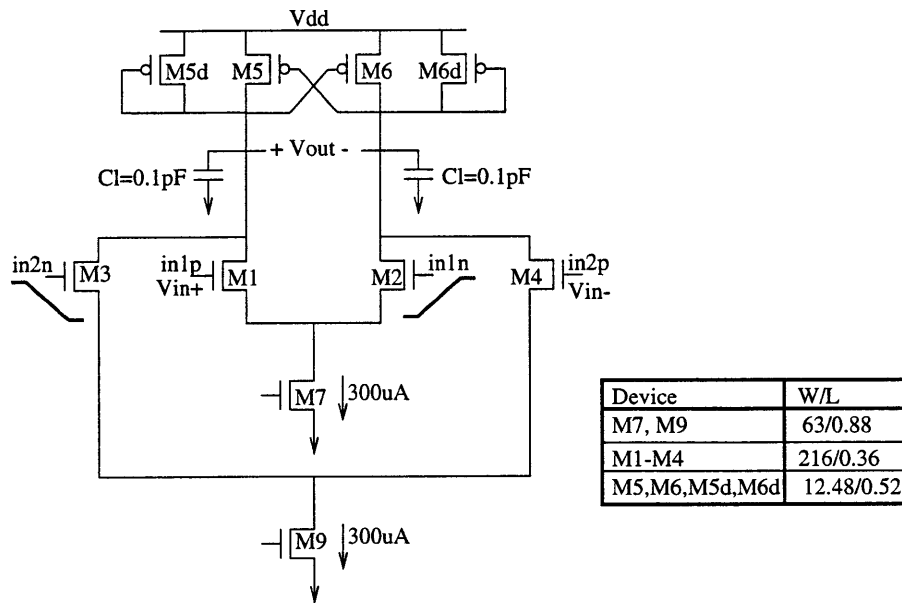 Vdd
M5d M5 M6 M6d
+ Vout -
Cl=0.1pF Cl=0.1pF
in2n M3 in1p M1 M2 in1n M4 in2p
Vin+ Vin-
M7 300uA
M9 300uA
Device W/L
M7, M9 63/0.88
M1-M4 216/0.36
M5,M6,M5d,M6d 12.48/0.52